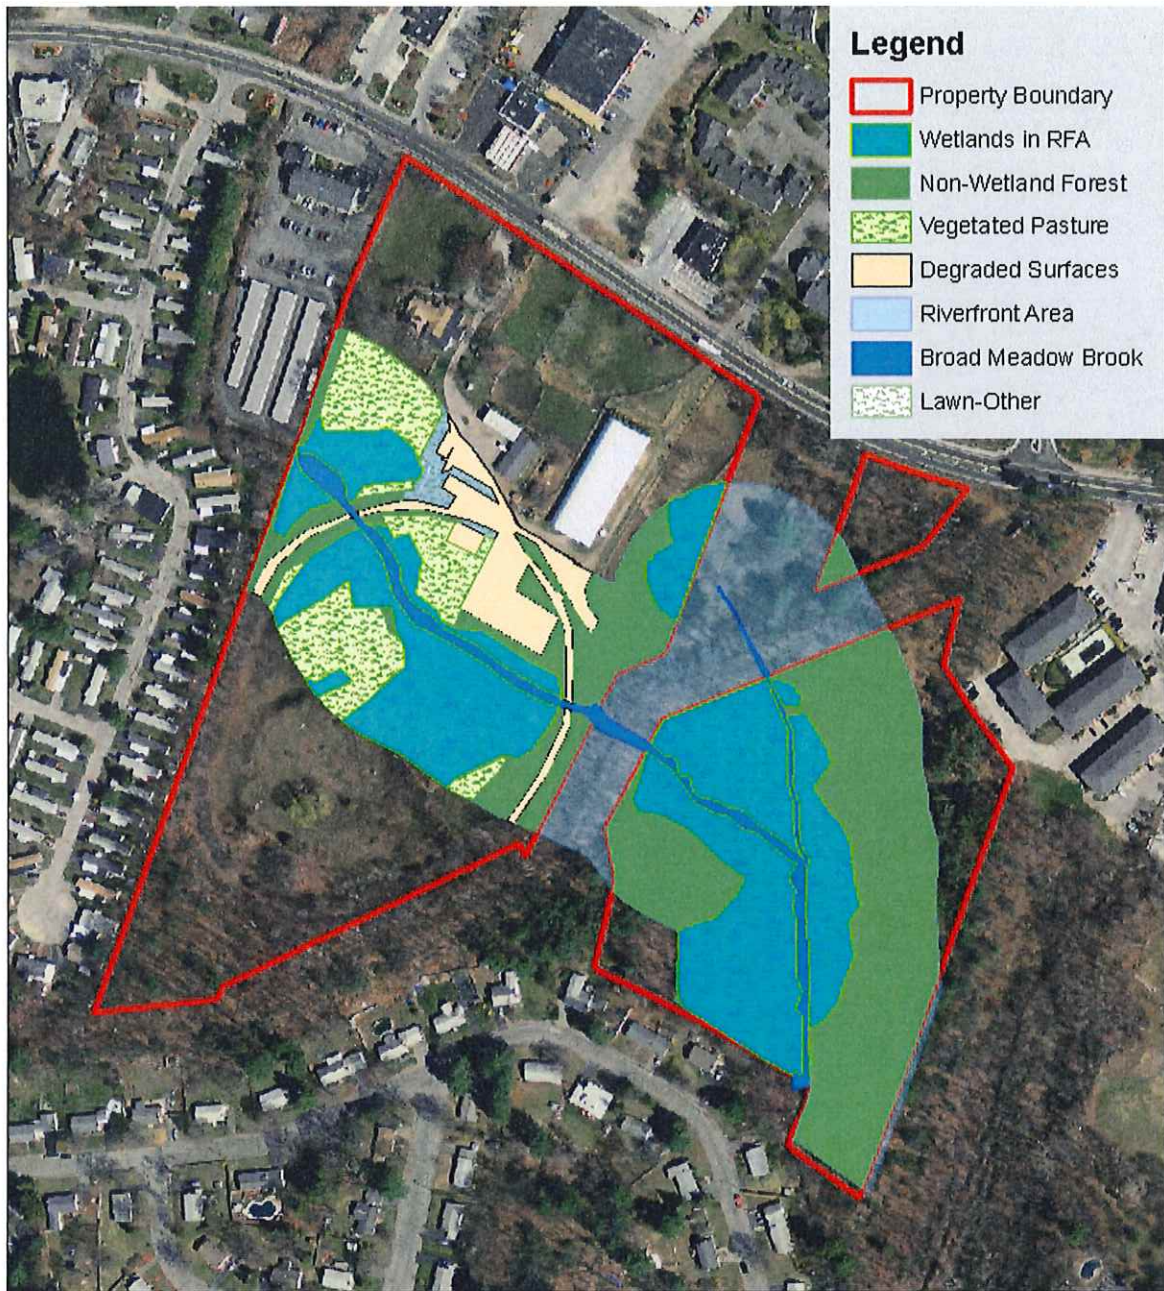 Legend
Property Boundary
Wetlands in RFA
Non-Wetland Forest
Vegetated Pasture
Degraded Surfaces
Riverfront Area
Broad Meadow Brook
Lawn-Other